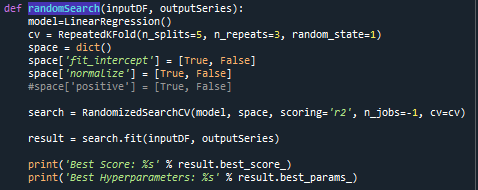 def randomSearch(inputDF, outputSeries):
    model=LinearRegression()
    cv = RepeatedKFold(n_splits=5, n_repeats=3, random_state=1)
    space = dict()
    space['fit_intercept'] = [True, False]
    space['normalize'] = [True, False]
    #space['positive'] = [True, False]
    search = RandomizedSearchCV(model, space, scoring='r2', n_jobs=-1, cv=cv)
    result = search.fit(inputDF, outputSeries)
    print('Best Score: %s' % result.best_score_)
    print('Best Hyperparameters: %s' % result.best_params_)